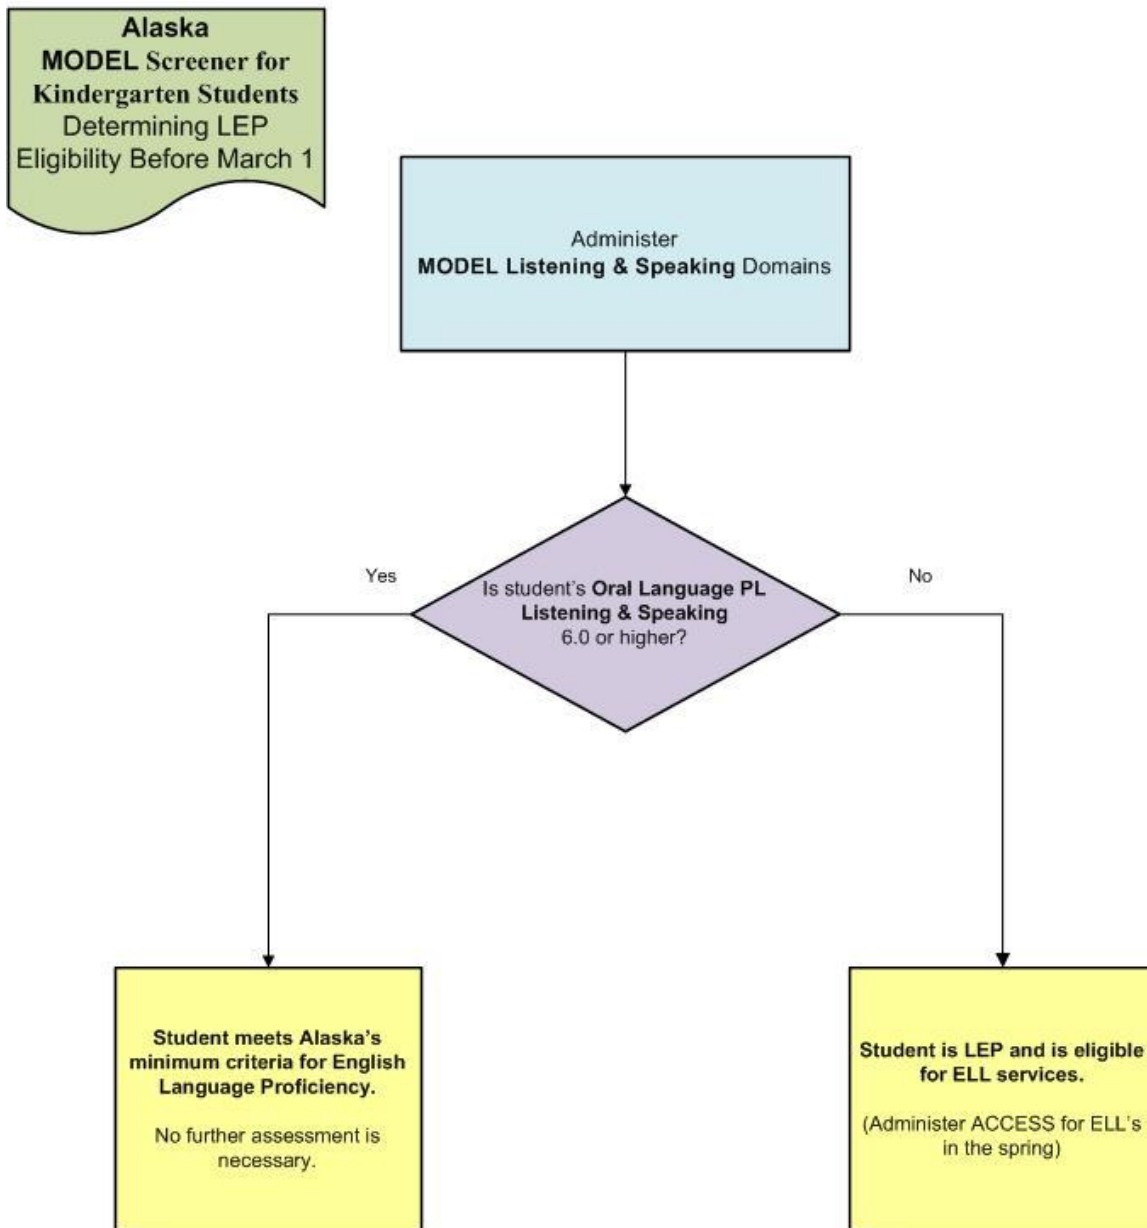 Alaska
MODEL Screener for
Kindergarten Students
Determining LEP
Eligibility Before March 1
Administer
MODEL Listening & Speaking Domains
Yes
Is student's Oral Language PL
Listening & Speaking
6.0 or higher?
No
Student meets Alaska's
minimum criteria for English
Language Proficiency.
No further assessment is
necessary.
Student is LEP and is eligible
for ELL services.
(Administer ACCESS for ELL's
in the spring)